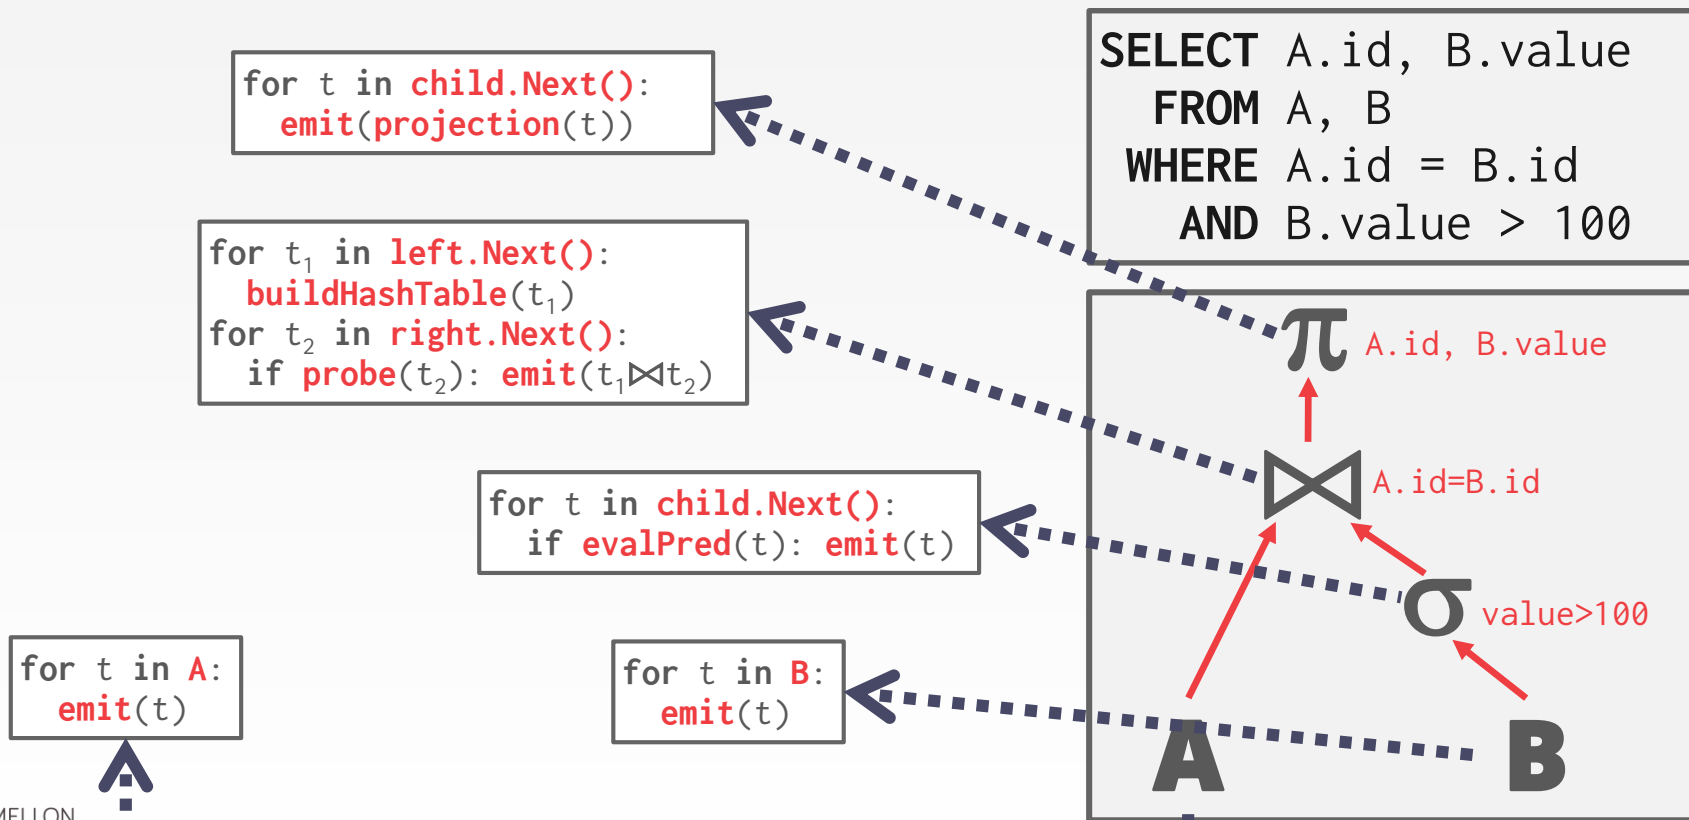 for t in child.Next():
emit(projection(t))
for t₁ in left.Next():
buildHashTable(t₁)
for t₂ in right.Next():
if probe(t₂): emit(t₁⨝t₂)
for t in child.Next():
if evalPred(t): emit(t)
for t in A:
emit(t)
for t in B:
emit(t)
SELECT A.id, B.value
FROM A, B
WHERE A.id = B.id
AND B.value > 100
π A.id, B.value
⨝ A.id=B.id
σ value>100
A B
MELLON